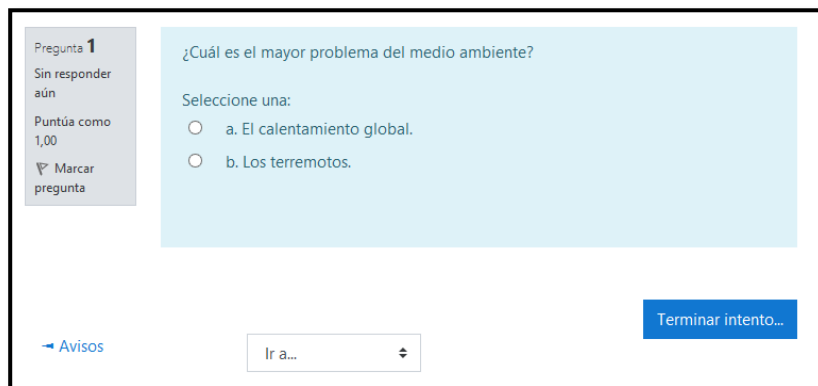 Pregunta 1
Sin responder
aún
Puntúa como
1,00
Marcar
pregunta
¿Cuál es el mayor problema del medio ambiente?
Seleccione una:
a. El calentamiento global.
b. Los terremotos.
Terminar intento...
Avisos
Ir a...